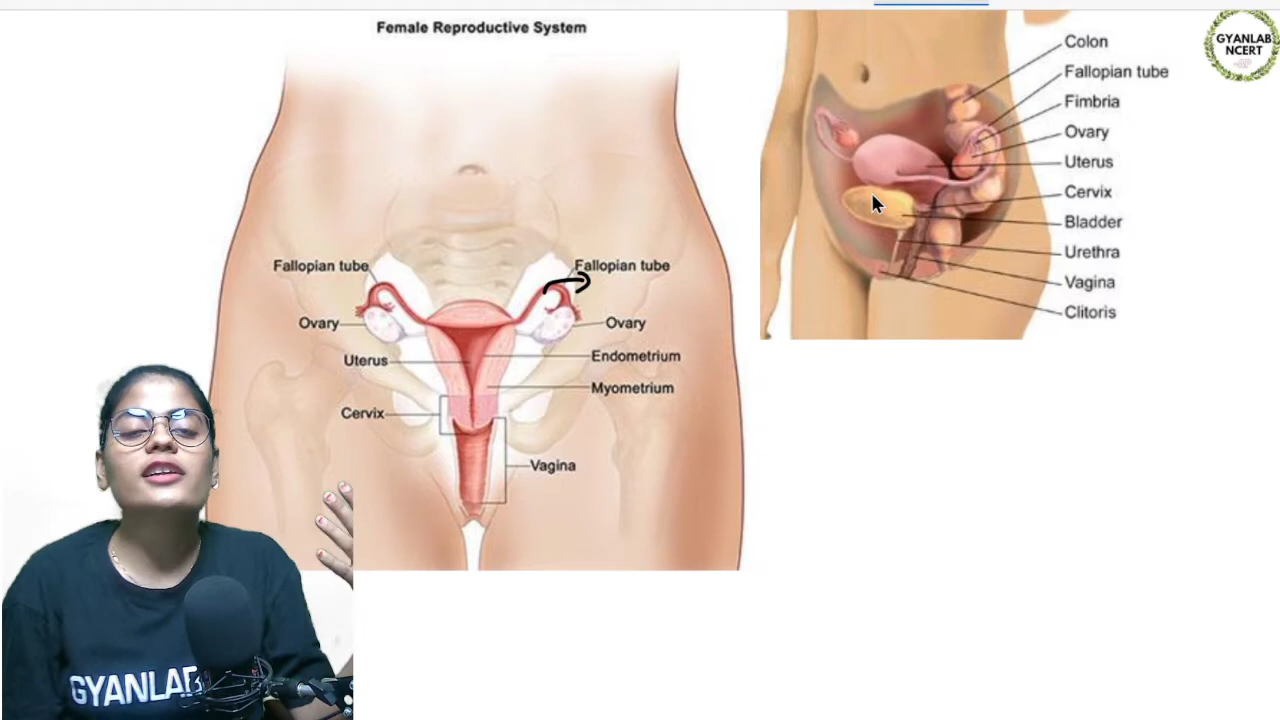 Female Reproductive System
Fallopian tube
Fallopian tube
Ovary
Ovary
Uterus
Endometrium
Myometrium
Cervix
Vagina
Colon
Fallopian tube
Fimbria
Ovary
Uterus
Cervix
Bladder
Urethra
Vagina
Clitoris
GYANLAB
NCERT
-AP
GYANLAB